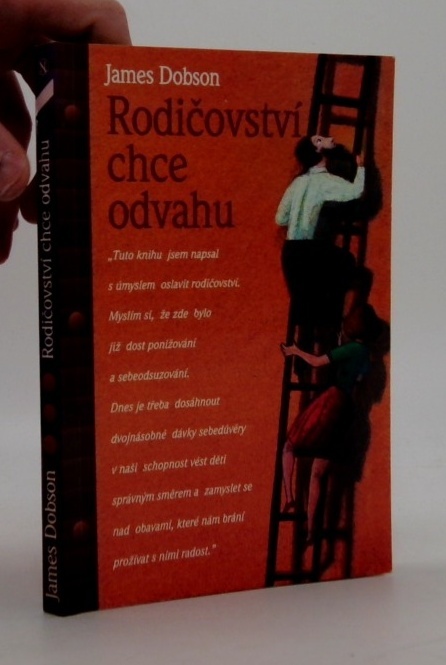 James Dobson
Rodičovství
chce
odvahu
„Tuto knihu jsem napsal
s úmyslem oslavit rodičovství.
Myslím si, že zde bylo
již dost ponižování
a sebeodsuzování.
Dnes je třeba dosáhnout
dvojnásobné dávky sebedůvěry
v naši schopnost vést děti
správným směrem a zamyslet se
nad obavami, které nám brání
prožívat s nimi radost."
James Dobson Rodičovství chce odvahu